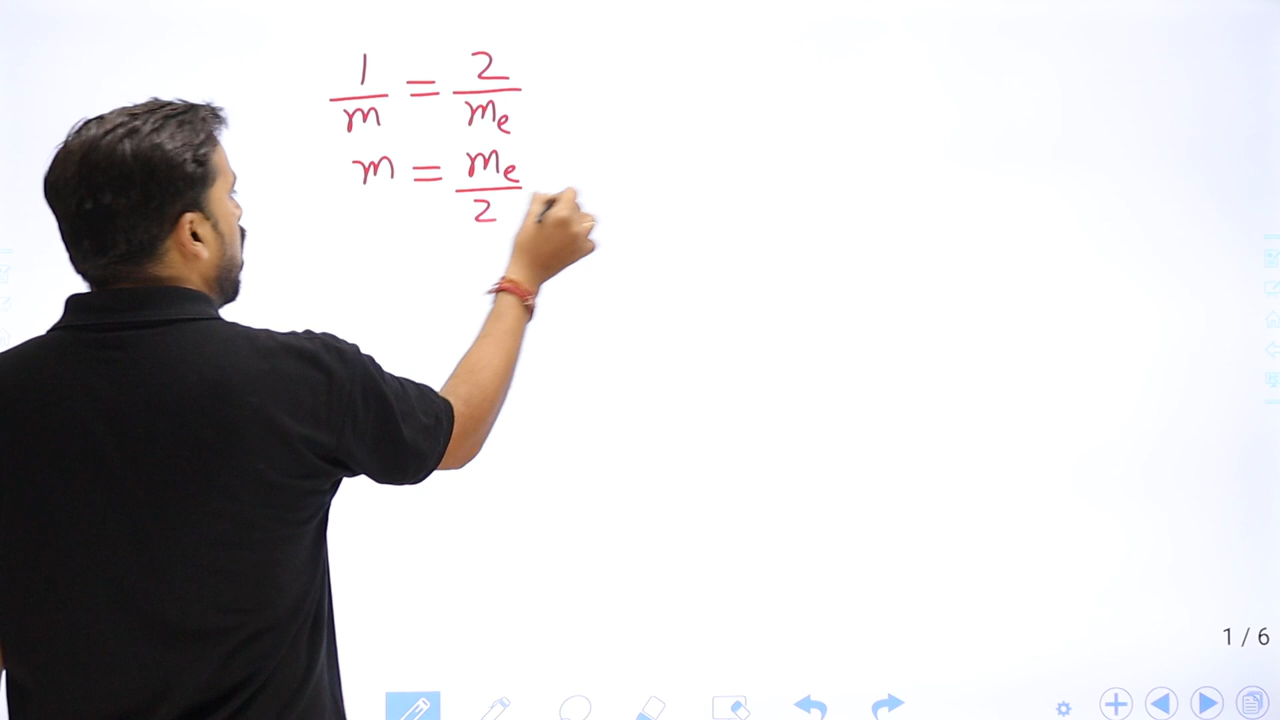 1/m = 2/mₑ
m = mₑ/2
1 / 6